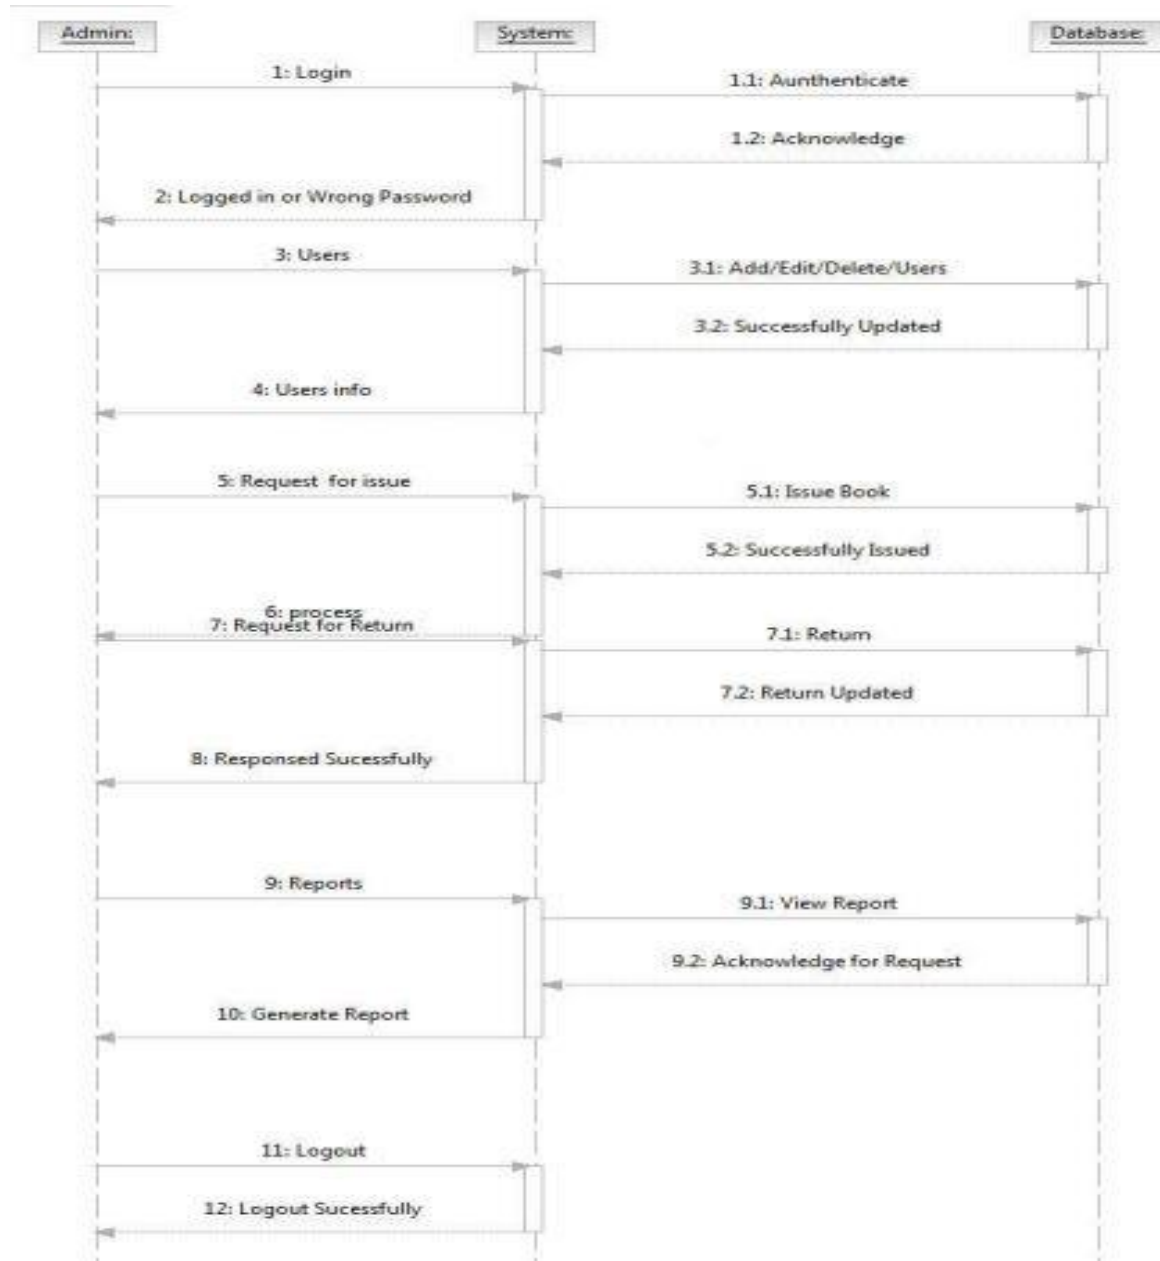 Admin:
System:
Database:
1: Login
1.1: Aunthenticate
1.2: Acknowledge
2: Logged in or Wrong Password
3: Users
3.1: Add/Edit/Delete/Users
3.2: Successfully Updated
4: Users info
5: Request for issue
5.1: Issue Book
5.2: Successfully Issued
6: process
7: Request for Return
7.1: Return
7.2: Return Updated
8: Responsed Sucessfully
9: Reports
9.1: View Report
9.2: Acknowledge for Request
10: Generate Report
11: Logout
12: Logout Sucessfully